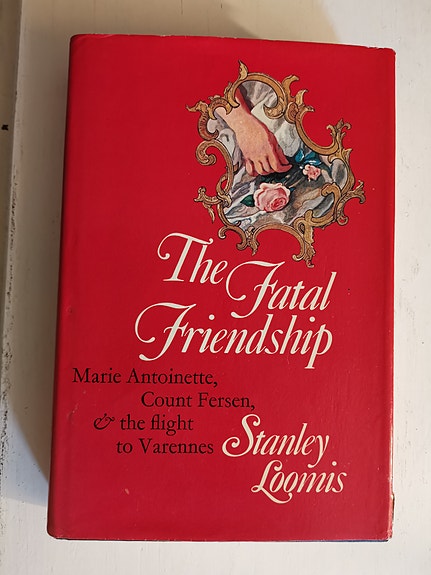 The Fatal
Friendship
Marie Antoinette,
Count Fersen,
& the flight
to Varennes
Stanley
Loomis